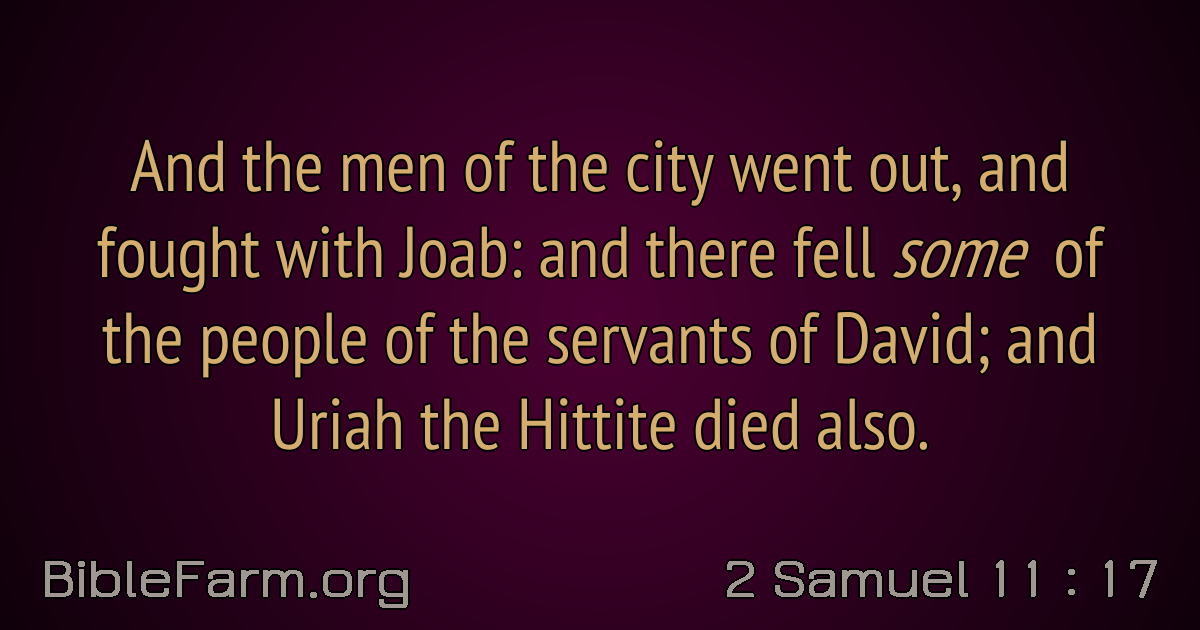 And the men of the city went out, and
fought with Joab: and there fell some of
the people of the servants of David; and
Uriah the Hittite died also.
BibleFarm.org
2 Samuel 11 : 17